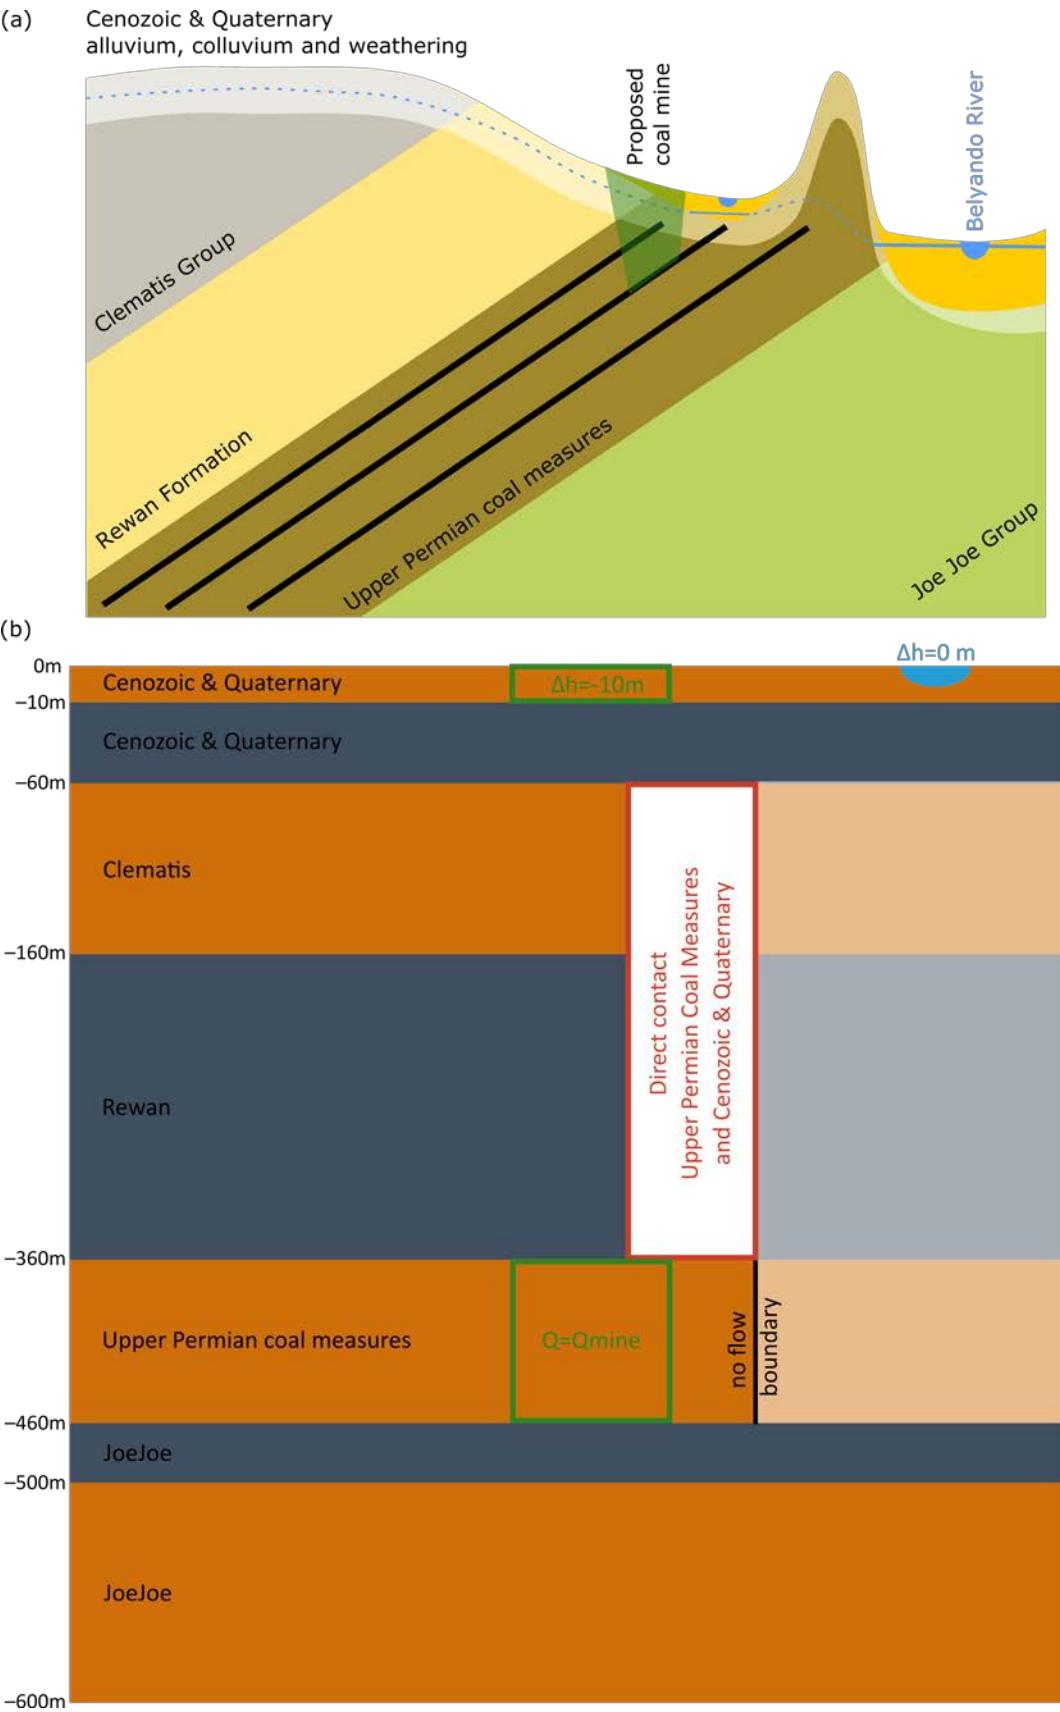 (a)
Cenozoic & Quaternary
alluvium, colluvium and weathering
Proposed
coal mine
Belyando River
Clematis Group
Rewan Formation
Upper Permian coal measures
Joe Joe Group
(b)
Δh=0 m
0m
Cenozoic & Quaternary
Δh=-10m
−10m
Cenozoic & Quaternary
−60m
Clematis
Direct contact
Upper Permian Coal Measures
and Cenozoic & Quaternary
−160m
Rewan
−360m
Upper Permian coal measures
Q=Qmine
no flow
boundary
−460m
JoeJoe
−500m
JoeJoe
−600m